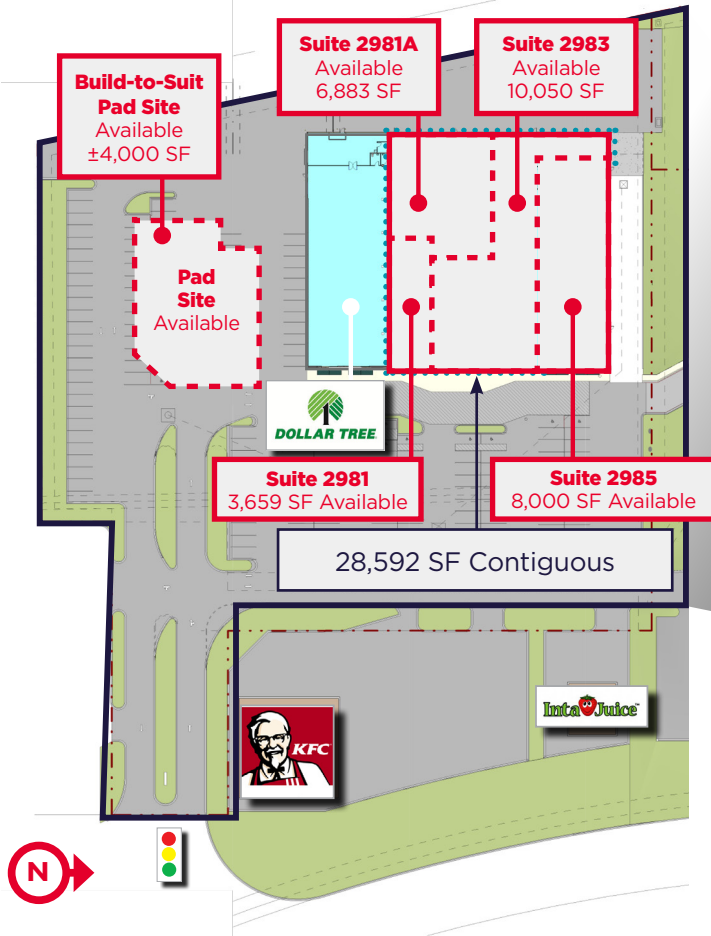 Suite 2981A
Available
6,883 SF
Suite 2983
Available
10,050 SF
Build-to-Suit
Pad Site
Available
±4,000 SF
Pad
Site
Available
1
DOLLAR TREE
Suite 2981
3,659 SF Available
Suite 2985
8,000 SF Available
28,592 SF Contiguous
Inta Juice™
KFC
N